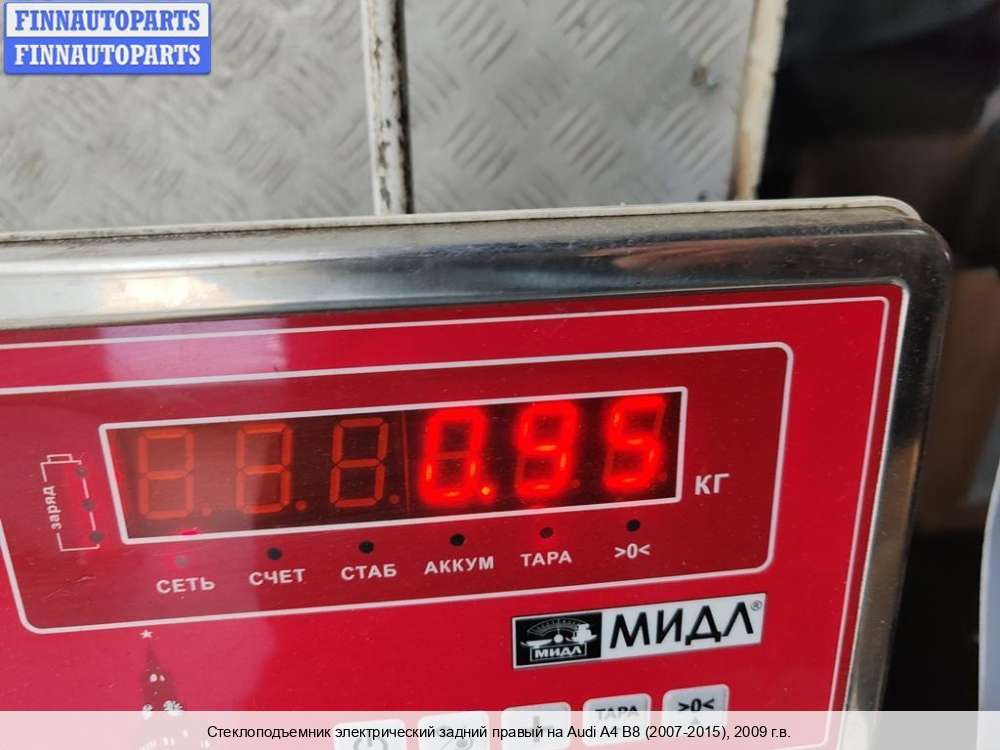 FINNAUTOPARTS
FINNAUTOPARTS
0.95
КГ
заряд
СЕТЬ СЧЕТ СТАБ АККУМ ТАРА >0<
МИДЛ МИДЛ®
ТАРА >0<
Стеклоподъемник электрический задний правый на Audi A4 B8 (2007-2015), 2009 г.в.